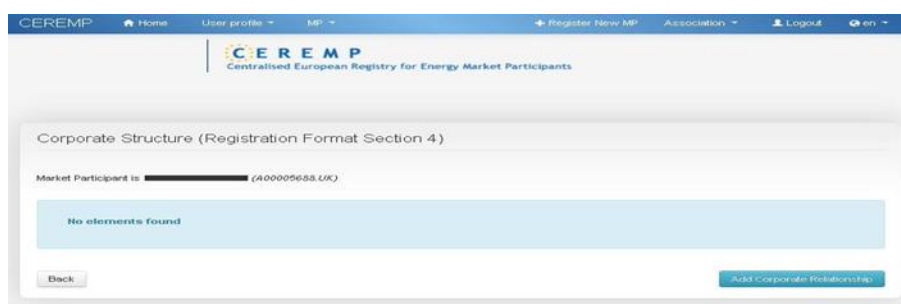 CEREMP Home User profile MP Register New MP Association Logout en
CEREMP
Centralised European Registry for Energy Market Participants
Corporate Structure (Registration Format Section 4)
Market Participant is (A00005688.UK)
No elements found
Back Add Corporate Relationship